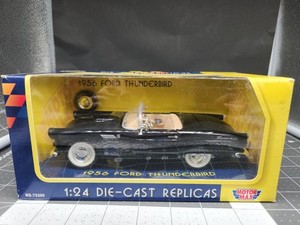 1956 FORD THUNDERBIRD
1956 FORD THUNDERBIRD
1:24 DIE-CAST REPLICAS
MOTOR
MAX